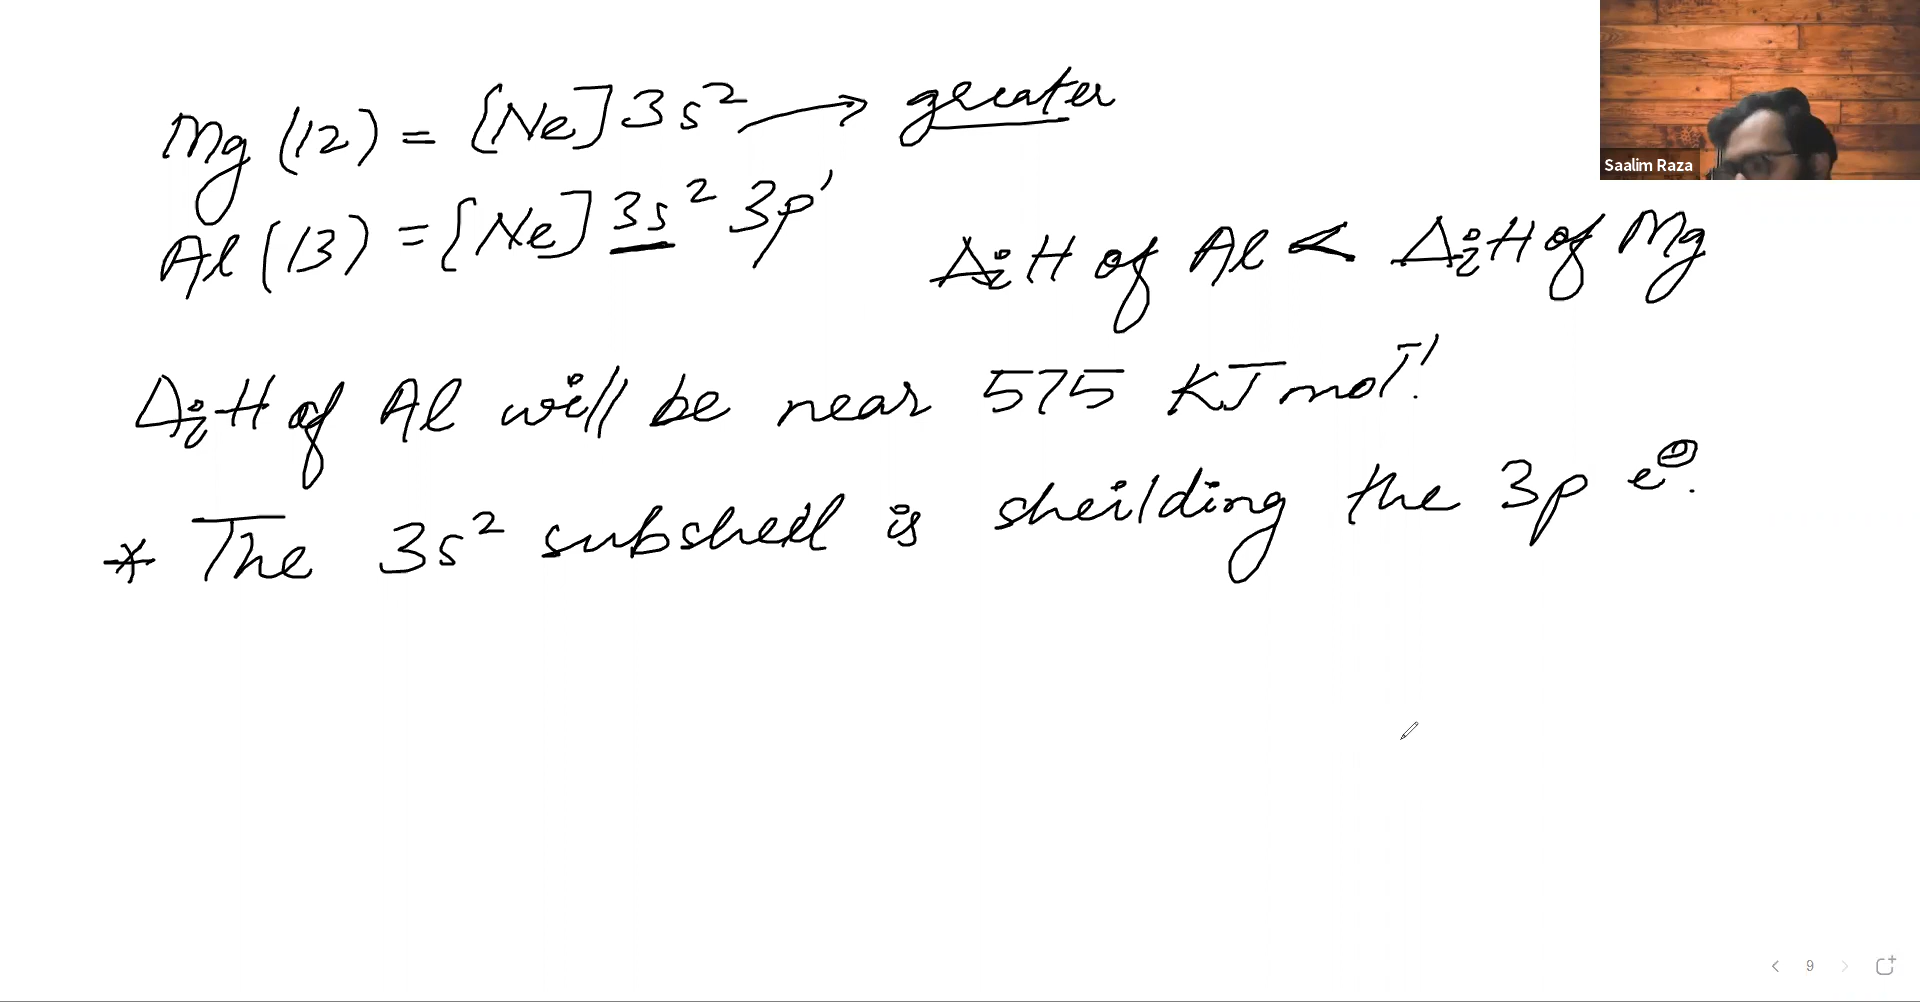 Mg (12) = [Ne] 3s² → greater
Saalim Raza
Al (13) = [Ne] 3s² 3p¹
ΔᵢH of Al < ΔᵢH of Mg
ΔᵢH of Al will be near 575 KJ mol⁻¹.
* The 3s² subshell is sheilding the 3p e⊖.
9